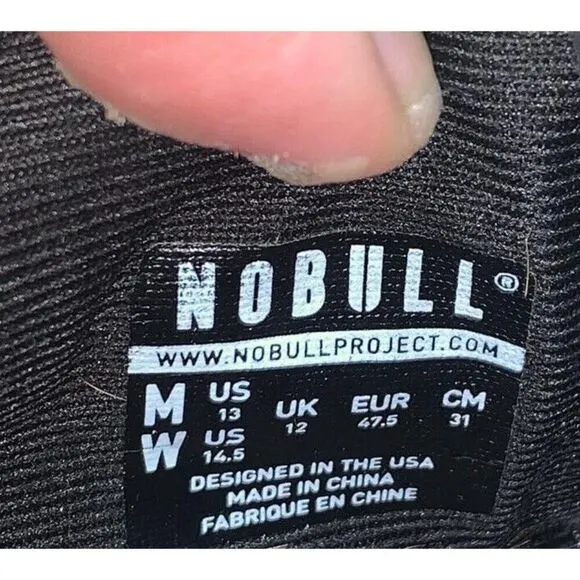 NOBULL®
WWW.NOBULLPROJECT.COM
M US 13 UK 12 EUR 47.5 CM 31
W US 14.5
DESIGNED IN THE USA
MADE IN CHINA
FABRIQUE EN CHINE